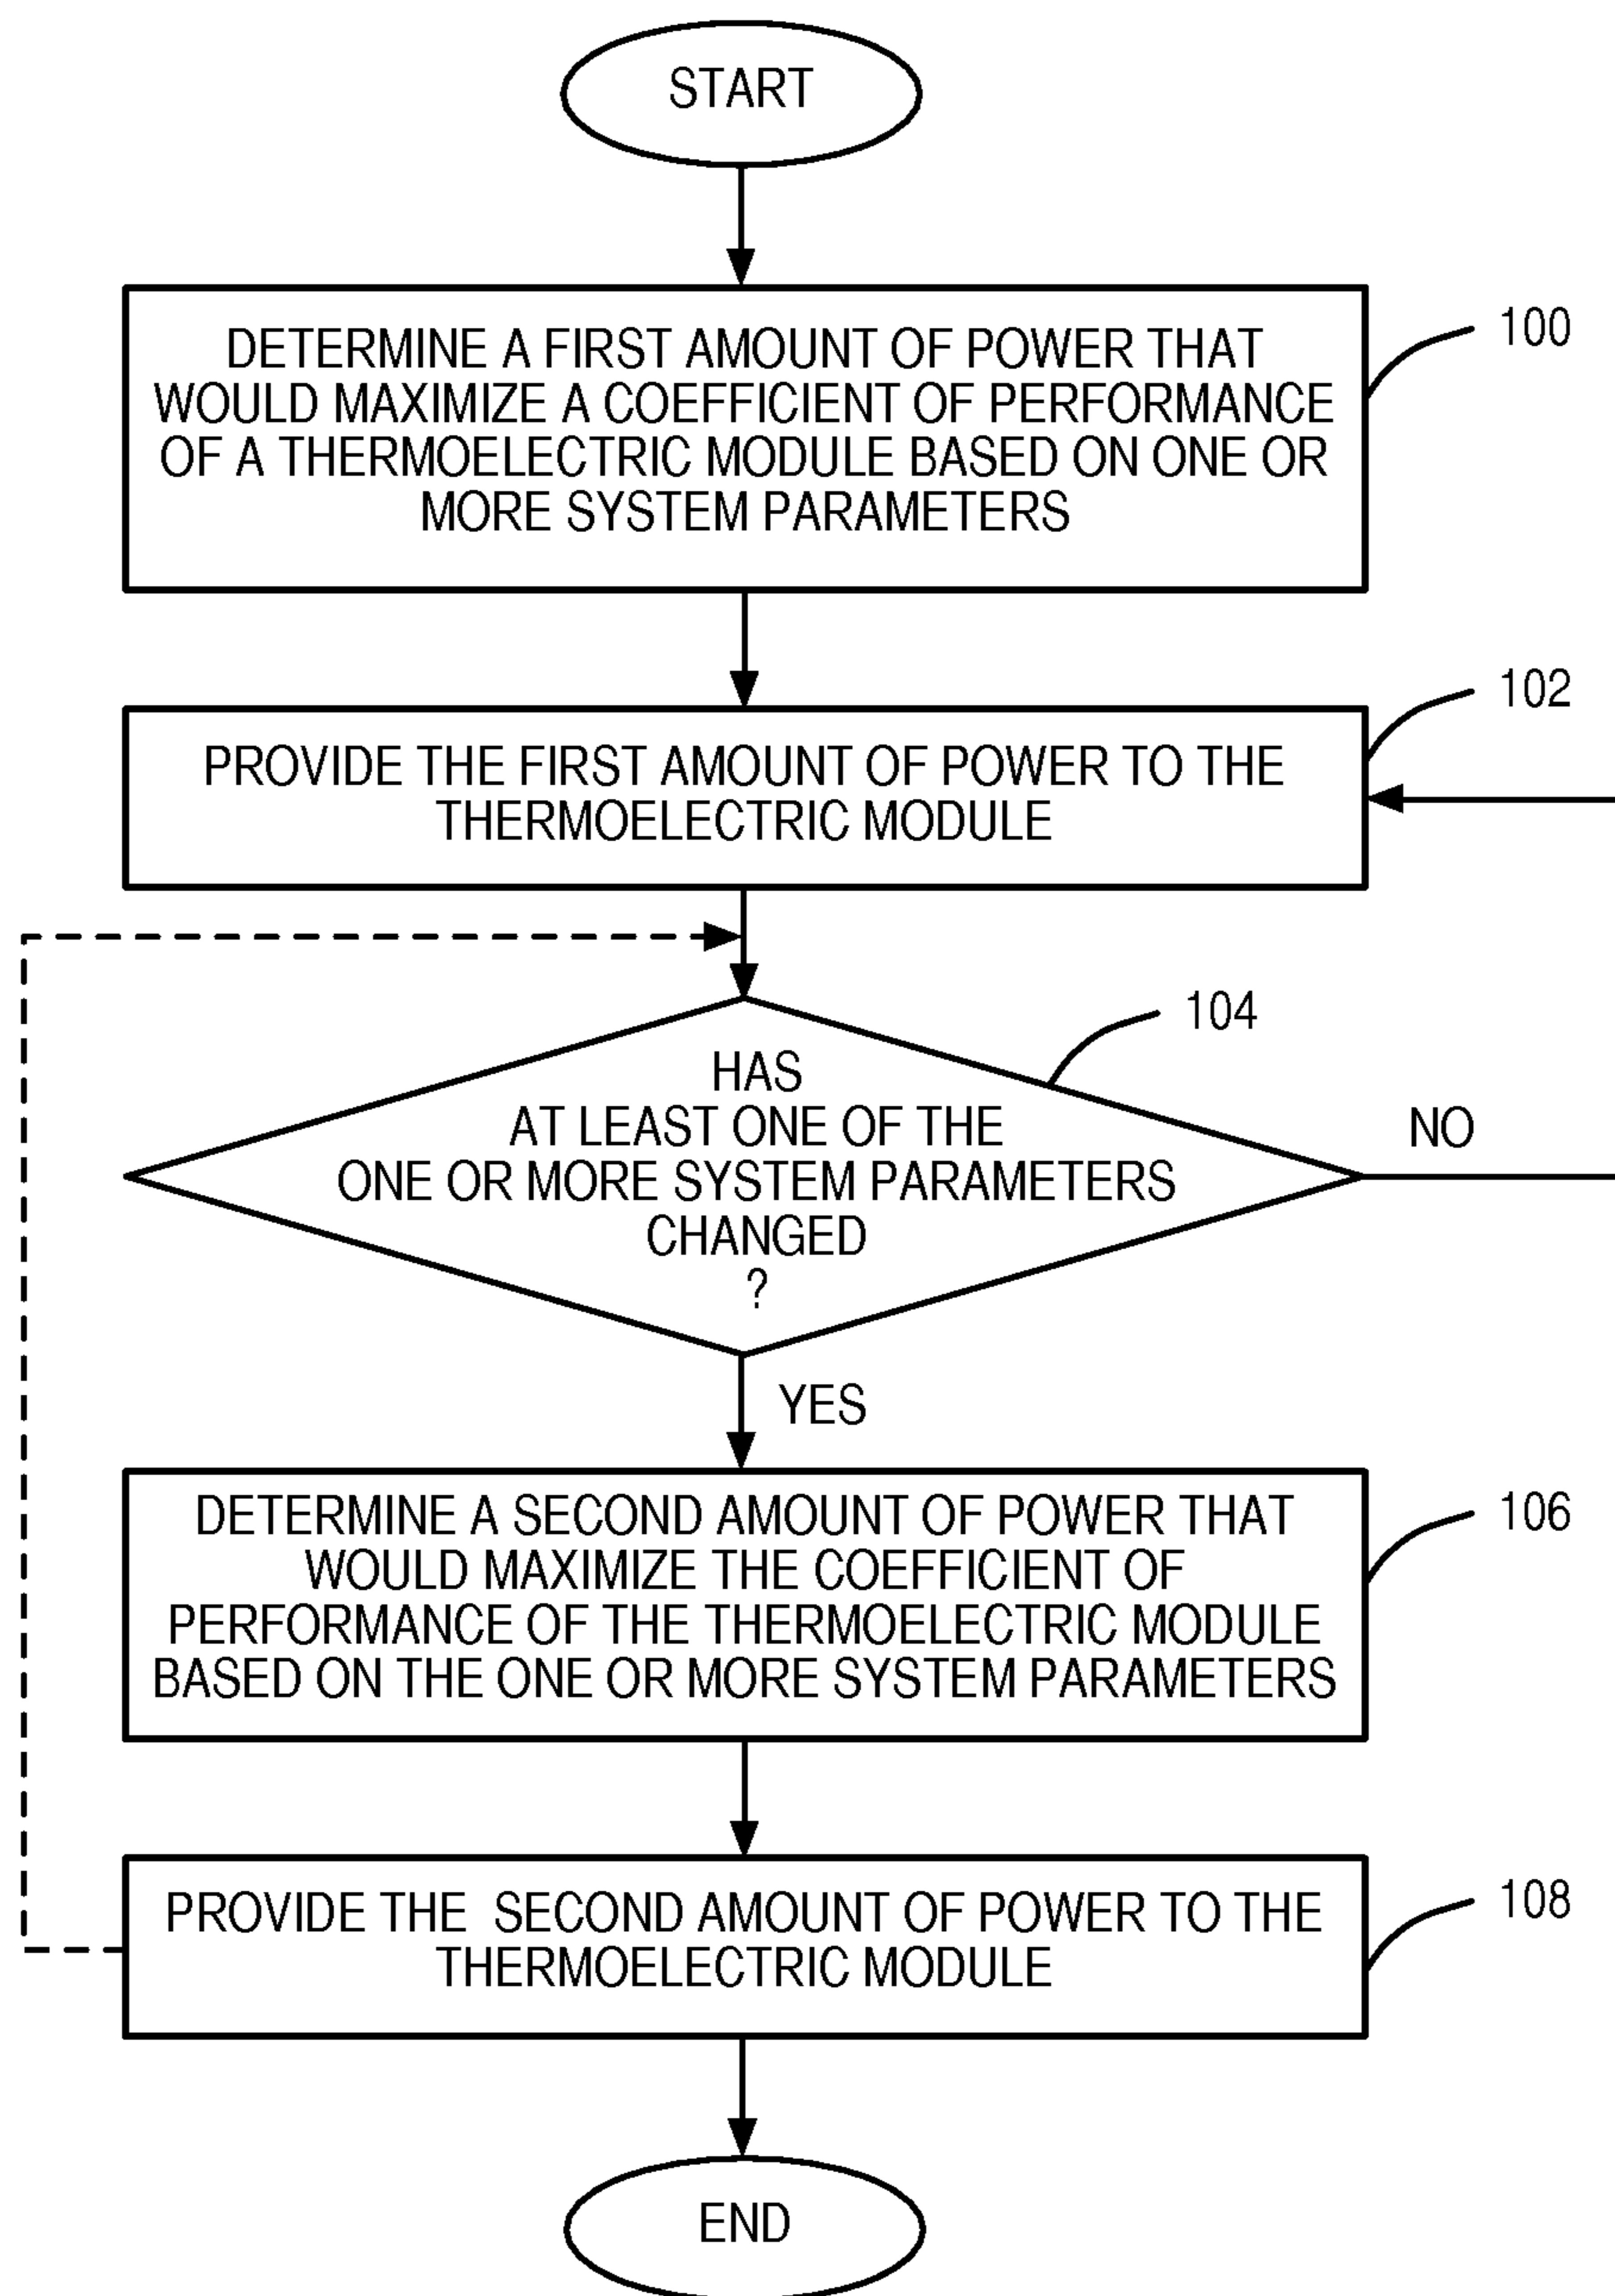 START
DETERMINE A FIRST AMOUNT OF POWER THAT
WOULD MAXIMIZE A COEFFICIENT OF PERFORMANCE
OF A THERMOELECTRIC MODULE BASED ON ONE OR
MORE SYSTEM PARAMETERS
100
PROVIDE THE FIRST AMOUNT OF POWER TO THE
THERMOELECTRIC MODULE
102
HAS
AT LEAST ONE OF THE
ONE OR MORE SYSTEM PARAMETERS
CHANGED
?
104
NO
YES
DETERMINE A SECOND AMOUNT OF POWER THAT
WOULD MAXIMIZE THE COEFFICIENT OF
PERFORMANCE OF THE THERMOELECTRIC MODULE
BASED ON THE ONE OR MORE SYSTEM PARAMETERS
106
PROVIDE THE SECOND AMOUNT OF POWER TO THE
THERMOELECTRIC MODULE
108
END